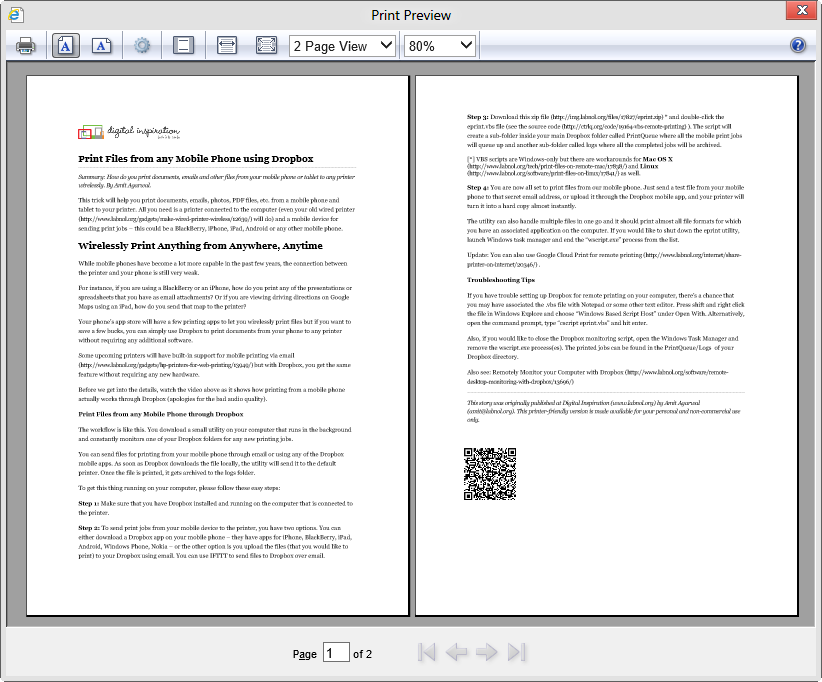 Print Preview
2 Page View
80%
digital inspiration
Print Files from any Mobile Phone using Dropbox
Summary: How do you print documents, emails and other files from your mobile phone or tablet to any printer
wirelessly. By Amit Agarwal.
This trick will help you print documents, emails, photos, PDF files, etc. from a mobile phone and
tablet to your printer. All you need is a printer connected to the computer (even your old wired printer
(http://www.labnol.org/gadgets/make-wired-printer-wireless/12639/) will do) and a mobile device for
sending print jobs – this could be a BlackBerry, iPhone, iPad, Android or any other mobile phone.
Wirelessly Print Anything from Anywhere, Anytime
While mobile phones have become a lot more capable in the past few years, the connection between
the printer and your phone is still very weak.
For instance, if you are using a BlackBerry or an iPhone, how do you print any of the presentations or
spreadsheets that you have as email attachments? Or if you are viewing driving directions on Google
Maps using an iPad, how do you send that map to the printer?
Your phone's app store will have a few printing apps to let you wirelessly print files but if you want to
save a few bucks, you can simply use Dropbox to print documents from your phone to any printer
without requiring any additional software.
Some upcoming printers will have built-in support for mobile printing via email
(http://www.labnol.org/gadgets/hp-printers-for-web-printing/13949/) but with Dropbox, you get the same
feature without requiring any new hardware.
Before we get into the details, watch the video above as it shows how printing from a mobile phone
actually works through Dropbox (apologies for the bad audio quality).
Print Files from any Mobile Phone through Dropbox
The workflow is like this. You download a small utility on your computer that runs in the background
and constantly monitors one of your Dropbox folders for any new printing jobs.
You can send files for printing from your mobile phone through email or using any of the Dropbox
mobile apps. As soon as Dropbox downloads the file locally, the utility will send it to the default
printer. Once the file is printed, it gets archived to the logs folder.
To get this thing running on your computer, please follow these easy steps:
Step 1: Make sure that you have Dropbox installed and running on the computer that is connected to
the printer.
Step 2: To send print jobs from your mobile device to the printer, you have two options. You can
either download a Dropbox app on your mobile phone – they have apps for iPhone, BlackBerry, iPad,
Android, Windows Phone, Nokia – or the other option is you upload the files (that you would like to
print) to your Dropbox using email. You can use IFTTT to send files to Dropbox over email.
Step 3: Download this zip file (http://img.labnol.org/files/17827/eprint.zip) * and double-click the
eprint.vbs file (see the source code (http://ctrlq.org/code/19164-vbs-remote-printing) ). The script will
create a sub-folder inside your main Dropbox folder called PrintQueue where all the mobile print jobs
will queue up and another sub-folder called logs where all the completed jobs will be archived.
[*] VBS scripts are Windows-only but there are workarounds for Mac OS X
(http://www.labnol.org/tech/print-files-on-remote-mac/17838/) and Linux
(http://www.labnol.org/software/print-files-on-linux/17841/) as well.
Step 4: You are now all set to print files from our mobile phone. Just send a test file from your mobile
phone to that secret email address, or upload it through the Dropbox mobile app, and your printer will
turn it into a hard copy almost instantly.
The utility can also handle multiple files in one go and it should print almost all file formats for which
you have an associated application on the computer. If you would like to shut down the eprint utility,
launch Windows task manager and end the "wscript.exe" process from the list.
Update: You can also use Google Cloud Print for remote printing (http://www.labnol.org/internet/share-
printer-on-internet/20346/) .
Troubleshooting Tips
If you have trouble setting up Dropbox for remote printing on your computer, there's a chance that
you may have associated the .vbs file with Notepad or some other text editor. Press shift and right click
the file in Windows Explore and choose "Windows Based Script Host" under Open With. Alternatively,
open the command prompt, type "cscript eprint.vbs" and hit enter.
Also, if you would like to close the Dropbox monitoring script, open the Windows Task Manager and
remove the wscript.exe process(es). The printed jobs can be found in the PrintQueue/Logs of your
Dropbox directory.
Also see: Remotely Monitor your Computer with Dropbox (http://www.labnol.org/software/remote-
desktop-monitoring-with-dropbox/13696/)
This story was originally published at Digital Inspiration (www.labnol.org) by Amit Agarwal
(amit@labnol.org). This printer-friendly version is made available for your personal and non-commercial use
only.
Page 1 of 2